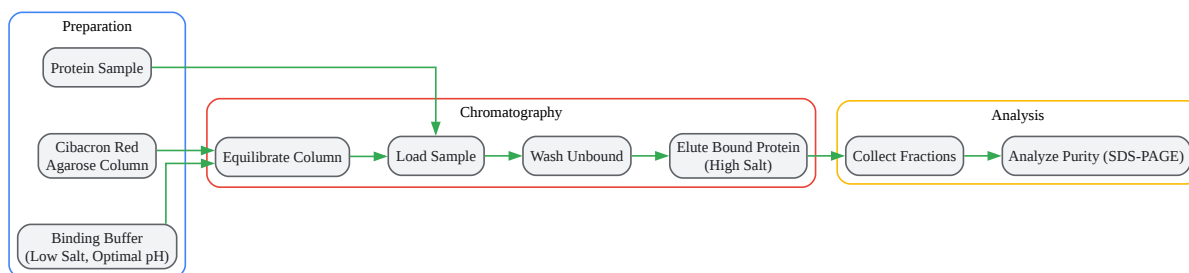 Preparation
Protein Sample
Cibacron Red
Agarose Column
Binding Buffer
(Low Salt, Optimal pH)
Chromatography
Equilibrate Column
Load Sample
Wash Unbound
Elute Bound Protein
(High Salt)
Analysis
Collect Fractions
Analyze Purity (SDS-PAGE)